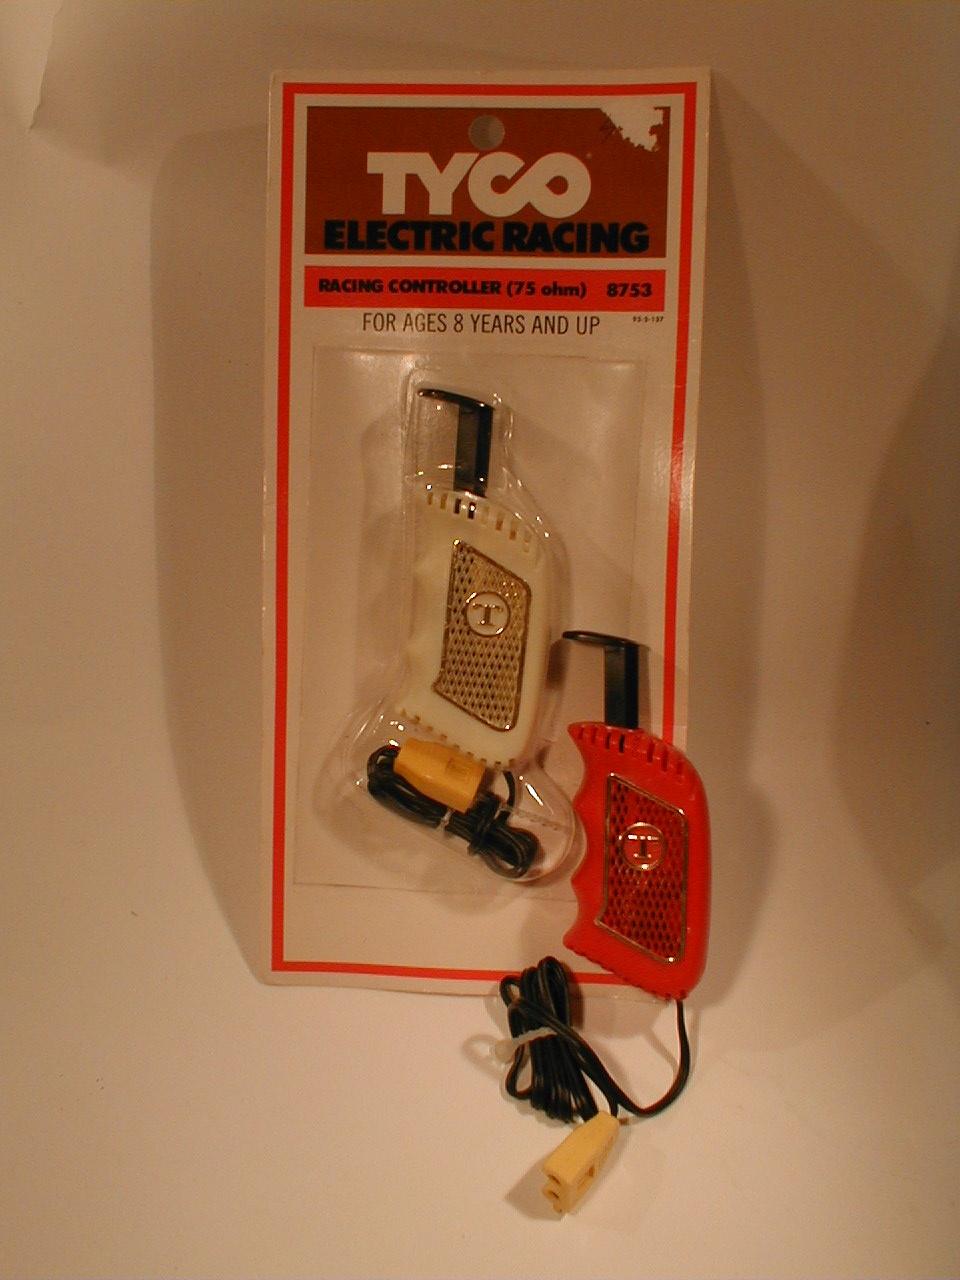 TYCO
ELECTRIC RACING
RACING CONTROLLER (75 ohm) 8753
FOR AGES 8 YEARS AND UP
T
T